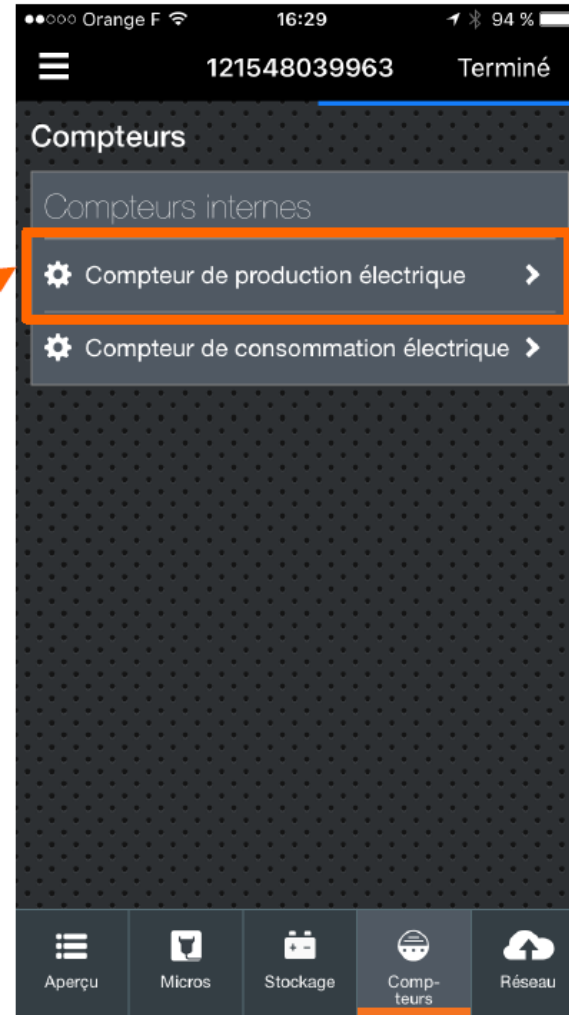 Orange F 16:29 94 %
121548039963 Terminé
Compteurs
Compteurs internes
Compteur de production électrique
Compteur de consommation électrique
Aperçu Micros Stockage Comp-
teurs Réseau